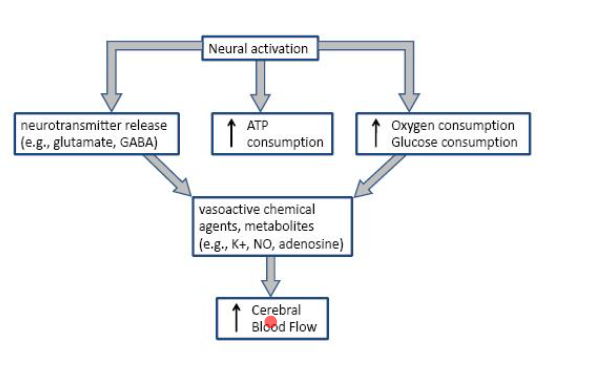 Neural activation
neurotransmitter release
(e.g., glutamate, GABA)
ATP
consumption
Oxygen consumption
Glucose consumption
vasoactive chemical
agents, metabolites
(e.g., K+, NO, adenosine)
Cerebral
Blood Flow